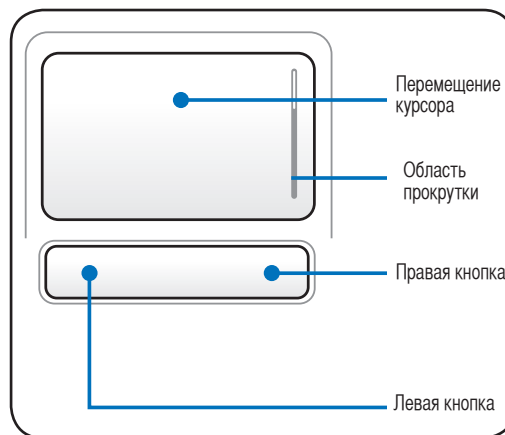 Перемещение
курсора
Область
прокрутки
Правая кнопка
Левая кнопка